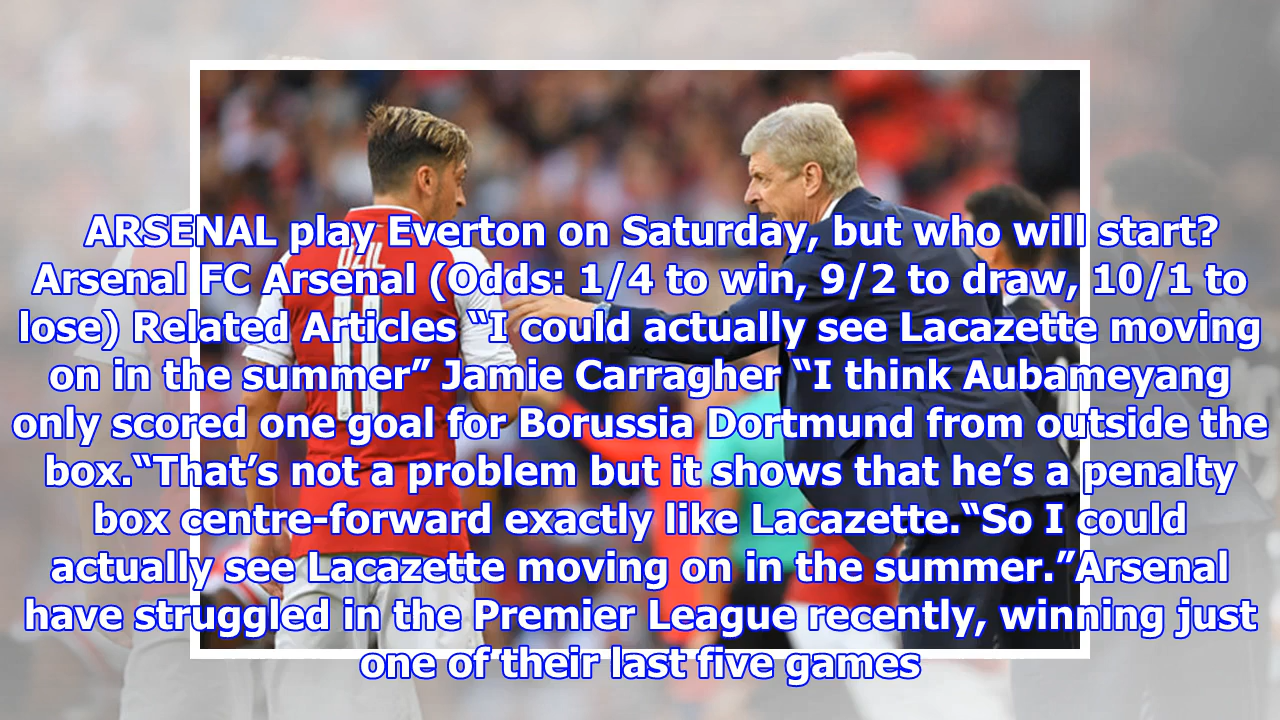 ARSENAL play Everton on Saturday, but who will start?
Arsenal FC Arsenal (Odds: 1/4 to win, 9/2 to draw, 10/1 to
lose) Related Articles “I could actually see Lacazette moving
on in the summer” Jamie Carragher “I think Aubameyang
only scored one goal for Borussia Dortmund from outside the
box.“That’s not a problem but it shows that he’s a penalty
box centre-forward exactly like Lacazette.“So I could
actually see Lacazette moving on in the summer.”Arsenal
have struggled in the Premier League recently, winning just
one of their last five games
ÖZIL
11